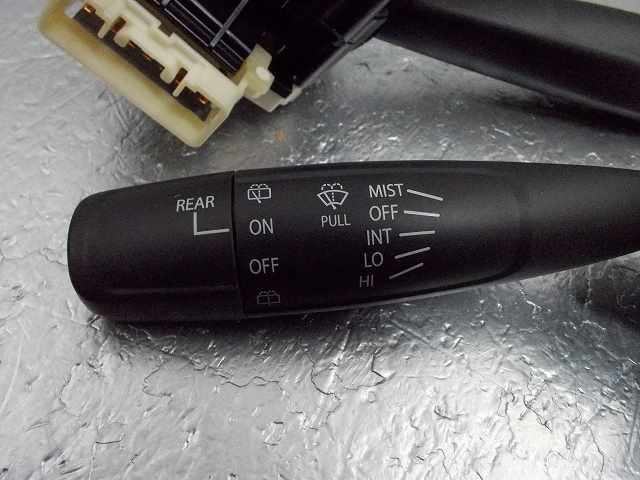 REAR
ON
OFF
PULL
MIST
OFF
INT
LO
HI